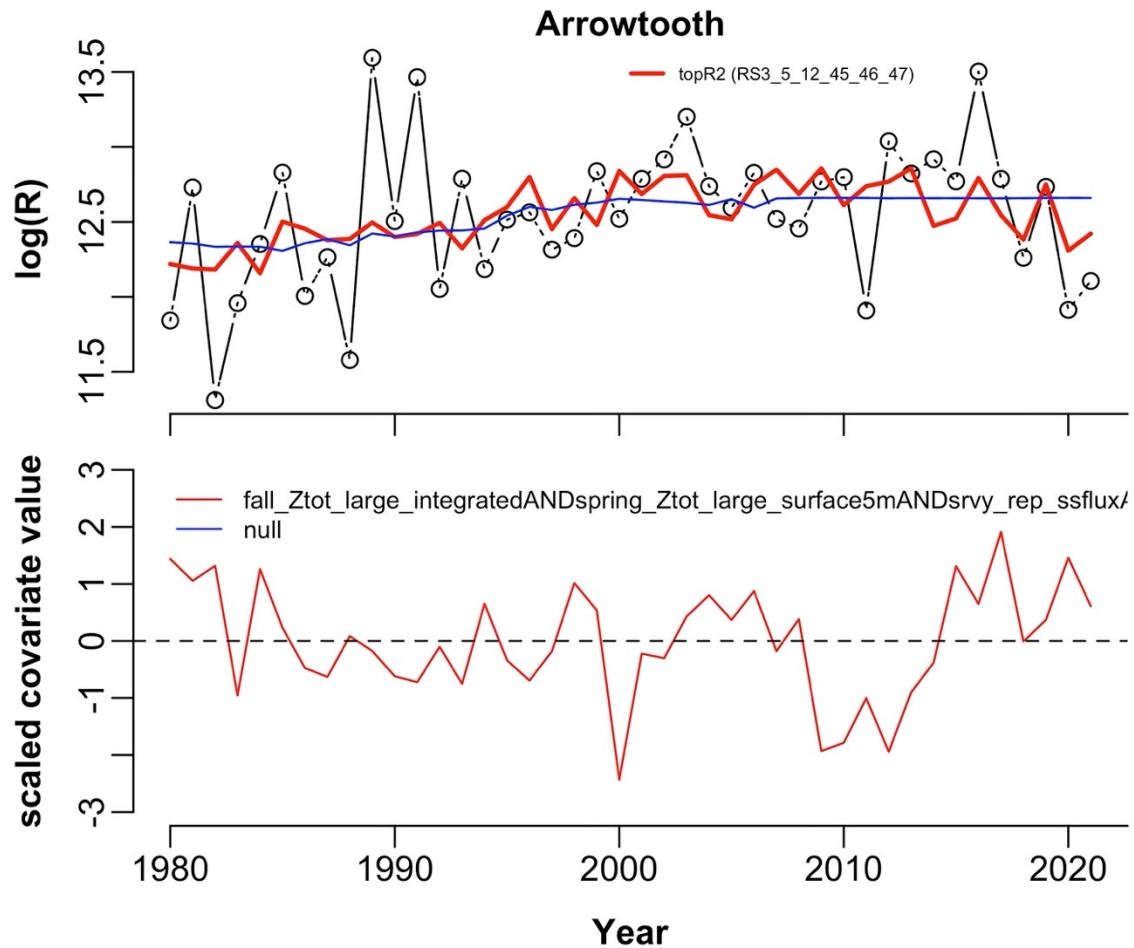 Arrowtooth
topR2 (RS3_5_12_45_46_47)
log(R)
13.5
12.5
11.5
scaled covariate value
3
2
1
0
-1
-3
fall_Ztot_large_integratedANDspring_Ztot_large_surface5mANDsrvy_rep_ssfluxA
null
1980 1990 2000 2010 2020
Year